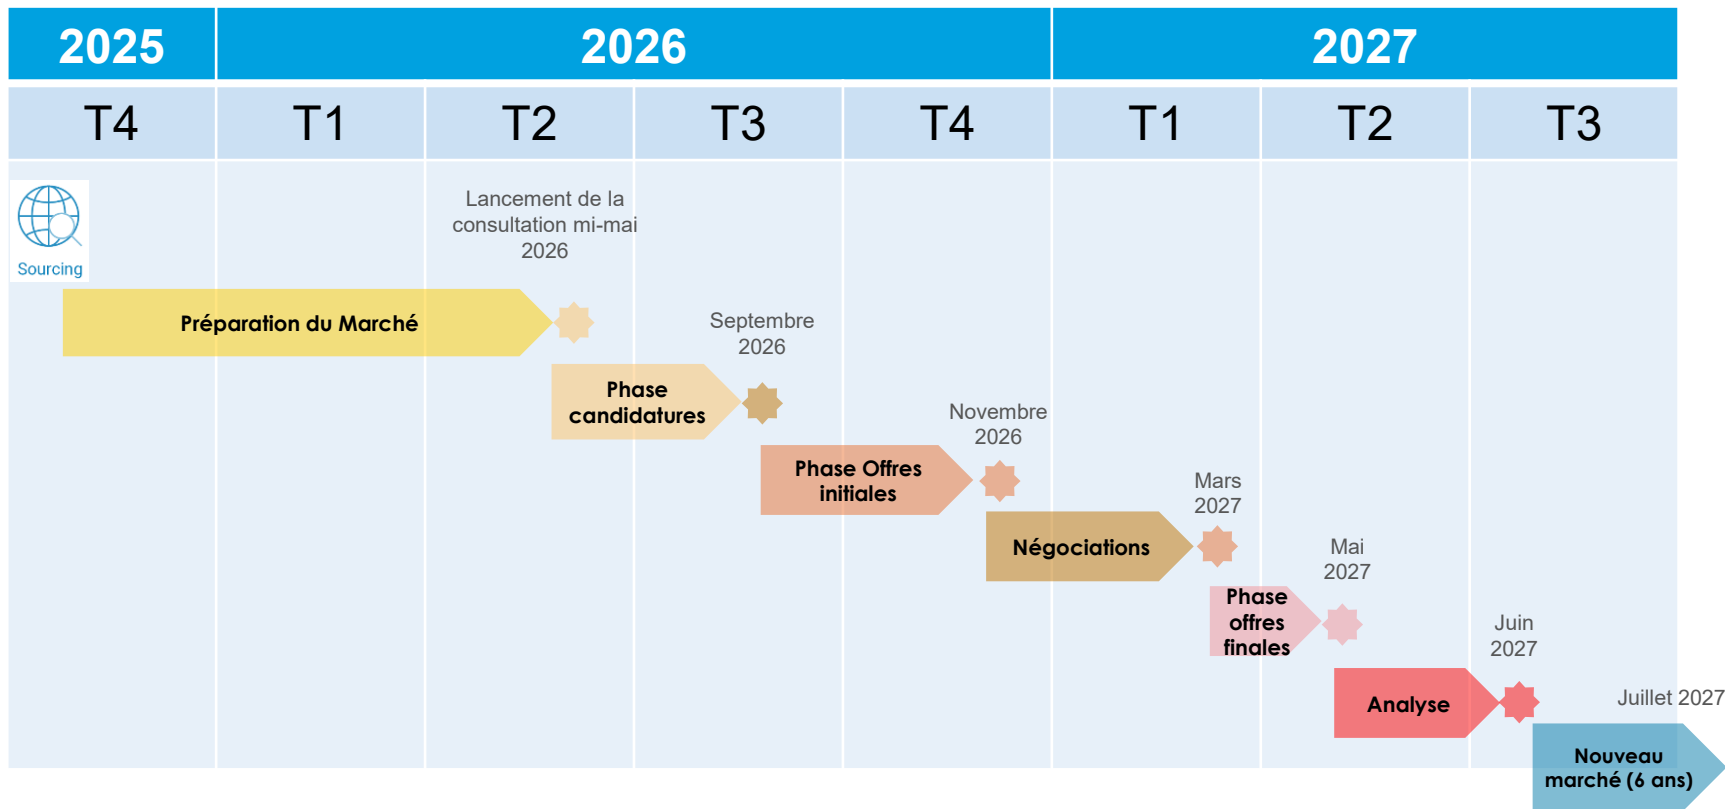 2025
2026
2027
T4
T1
T2
T3
T4
T1
T2
T3
Sourcing
Lancement de la
consultation mi-mai
2026
Préparation du Marché
Septembre
2026
Phase
candidatures
Novembre
2026
Phase Offres
initiales
Mars
2027
Négociations
Mai
2027
Phase
offres
finales
Juin
2027
Analyse
Juillet 2027
Nouveau
marché (6 ans)